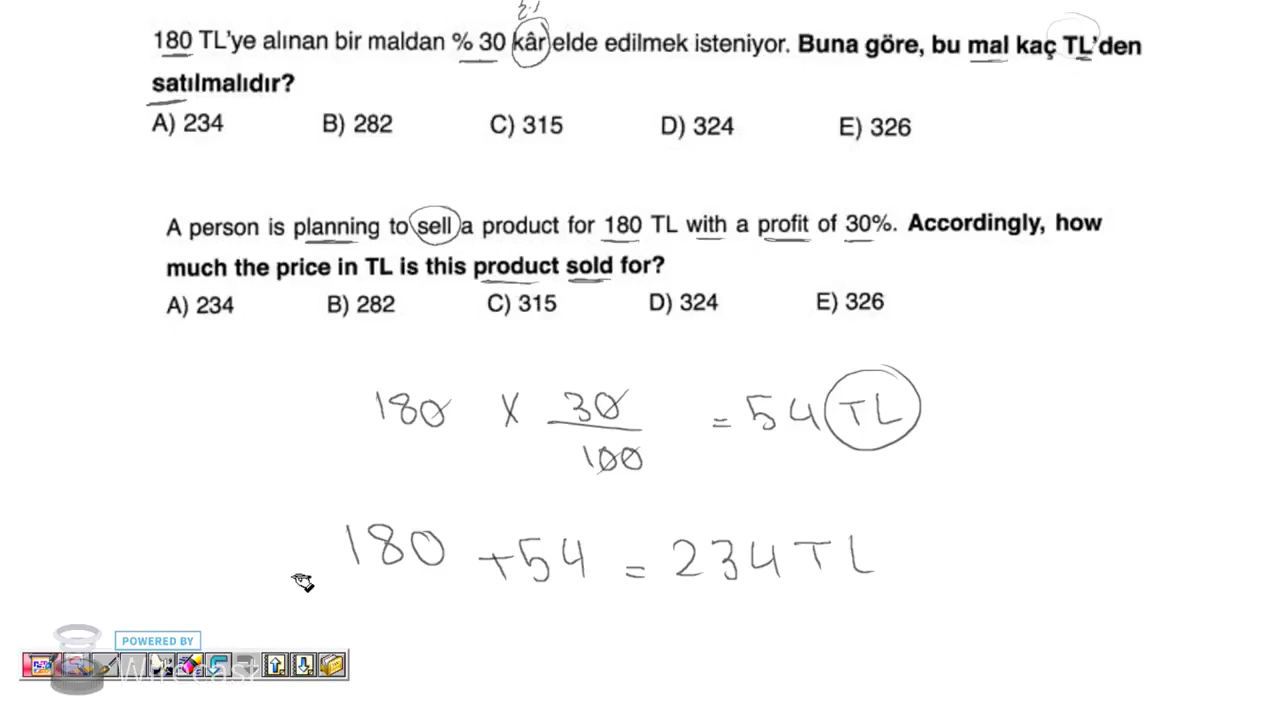 180 TL'ye alınan bir maldan % 30 kâr elde edilmek isteniyor. Buna göre, bu mal kaç TL'den
satılmalıdır?
A) 234 B) 282 C) 315 D) 324 E) 326
A person is planning to sell a product for 180 TL with a profit of 30%. Accordingly, how
much the price in TL is this product sold for?
A) 234 B) 282 C) 315 D) 324 E) 326
180 x 30/100 = 54 TL
180 + 54 = 234 TL
POWERED BY
Wirecast